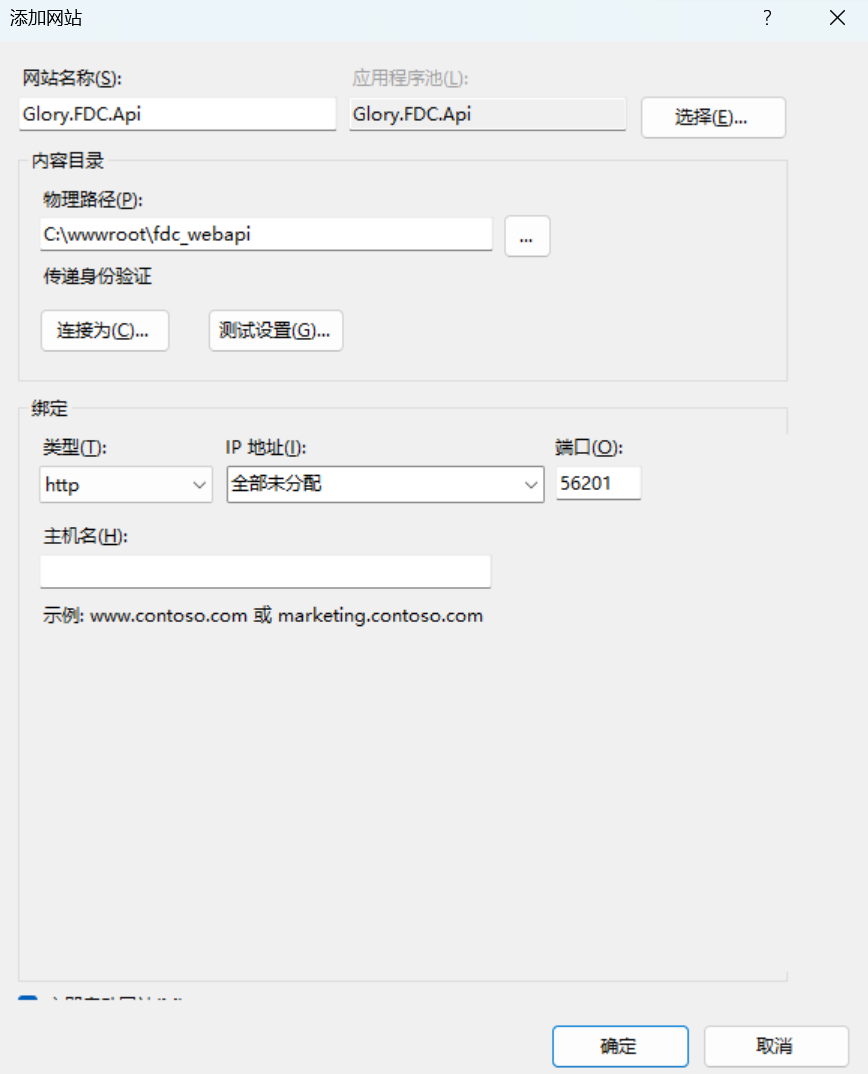 添加网站
?
网站名称(S):
应用程序池(L):
Glory.FDC.Api
Glory.FDC.Api
选择(E)...
内容目录
物理路径(P):
C:\wwwroot\fdc_webapi
...
传递身份验证
连接为(C)...
测试设置(G)...
绑定
类型(T):
IP 地址(I):
端口(O):
http
全部未分配
56201
主机名(H):
示例: www.contoso.com 或 marketing.contoso.com
确定
取消